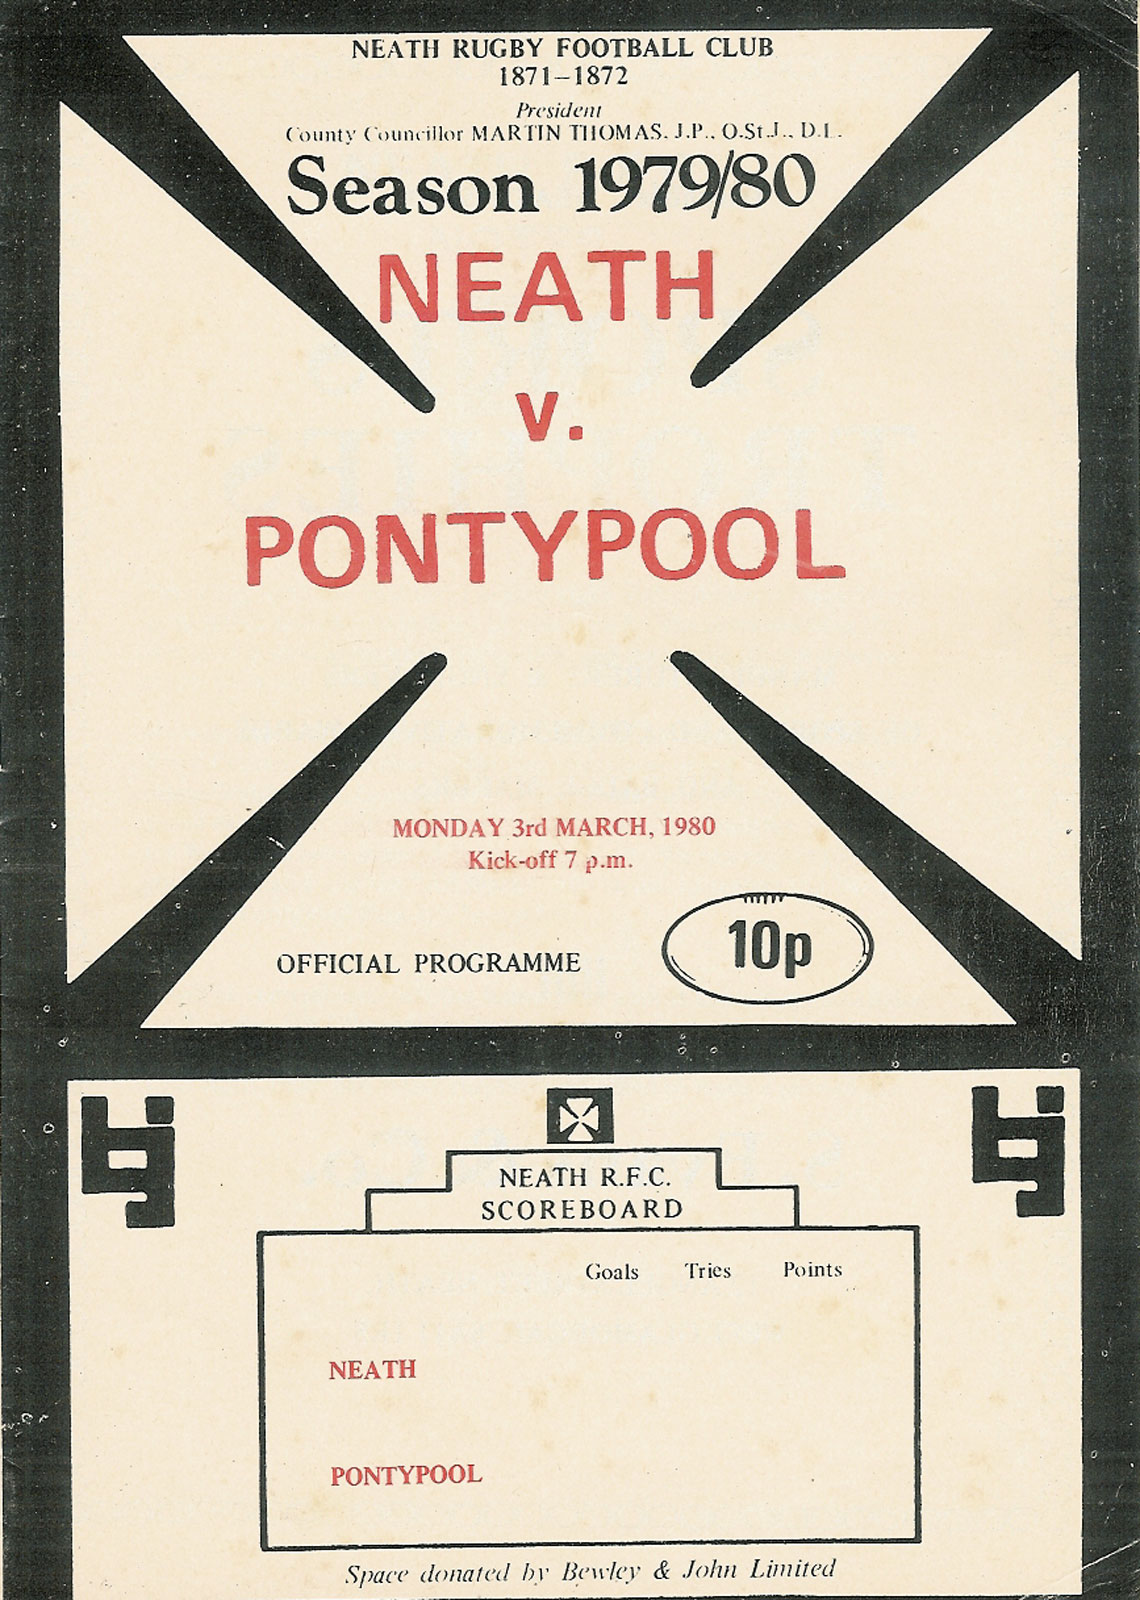 NEATH RUGBY FOOTBALL CLUB
1871–1872
President
County Councillor MARTIN THOMAS. J.P., O.St.J., D.L.
Season 1979/80
NEATH
v.
PONTYPOOL
MONDAY 3rd MARCH, 1980
Kick-off 7 p.m.
OFFICIAL PROGRAMME
10p
bj
bj
NEATH R.F.C.
SCOREBOARD
Goals Tries Points
NEATH
PONTYPOOL
Space donated by Bewley & John Limited